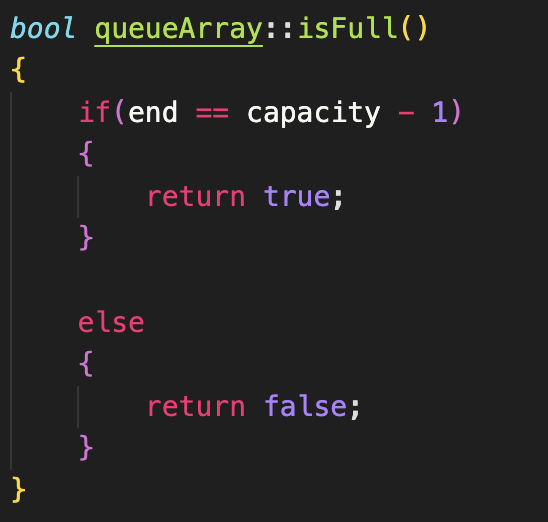 bool queueArray::isFull()
{
    if(end == capacity - 1)
    {
        return true;
    }

    else
    {
        return false;
    }
}